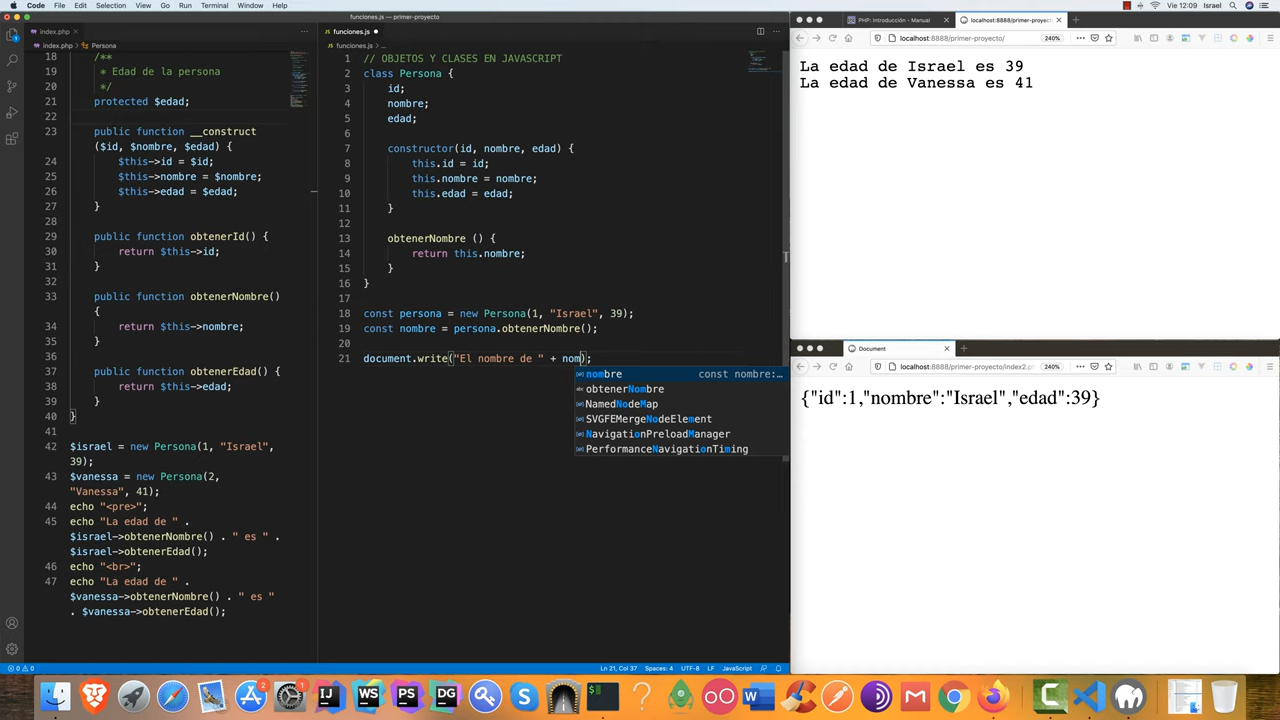 Code File Edit Selection View Go Run Terminal Window Help
Vie 12:09 Israel
funciones.js — primer-proyecto
index.php
index.php > Persona
18 /**
19 * Edad de la persona
20 */
21 protected $edad;
22
23 public function __construct
($id, $nombre, $edad) {
24 $this->id = $id;
25 $this->nombre = $nombre;
26 $this->edad = $edad;
27 }
28
29 public function obtenerId() {
30 return $this->id;
31 }
32
33 public function obtenerNombre()
{
34 return $this->nombre;
35 }
36
37 public function obtenerEdad() {
38 return $this->edad;
39 }
40 }
41
42 $israel = new Persona(1, "Israel",
39);
43 $vanessa = new Persona(2,
"Vanessa", 41);
44 echo "<pre>";
45 echo "La edad de " .
$israel->obtenerNombre() . " es " .
$israel->obtenerEdad();
46 echo "<br>";
47 echo "La edad de " .
$vanessa->obtenerNombre() . " es "
. $vanessa->obtenerEdad();
funciones.js
funciones.js > ...
1 // OBJETOS Y CLASES EN JAVASCRIPT
2 class Persona {
3 id;
4 nombre;
5 edad;
6
7 constructor(id, nombre, edad) {
8 this.id = id;
9 this.nombre = nombre;
10 this.edad = edad;
11 }
12
13 obtenerNombre () {
14 return this.nombre;
15 }
16 }
17
18 const persona = new Persona(1, "Israel", 39);
19 const nombre = persona.obtenerNombre();
20
21 document.write("El nombre de " + nom);
nombre const nombre:…
obtenerNombre
NamedNodeMap
SVGFEMergeNodeElement
NavigationPreloadManager
PerformanceNavigationTiming
0 0 Ln 21, Col 37 Spaces: 4 UTF-8 LF JavaScript
PHP: Introducción - Manual
localhost:8888/primer-proyecto/
localhost:8888/primer-proyecto/ 240%
La edad de Israel es 39
La edad de Vanessa es 41
Document
localhost:8888/primer-proyecto/index2.p 240%
{"id":1,"nombre":"Israel","edad":39}